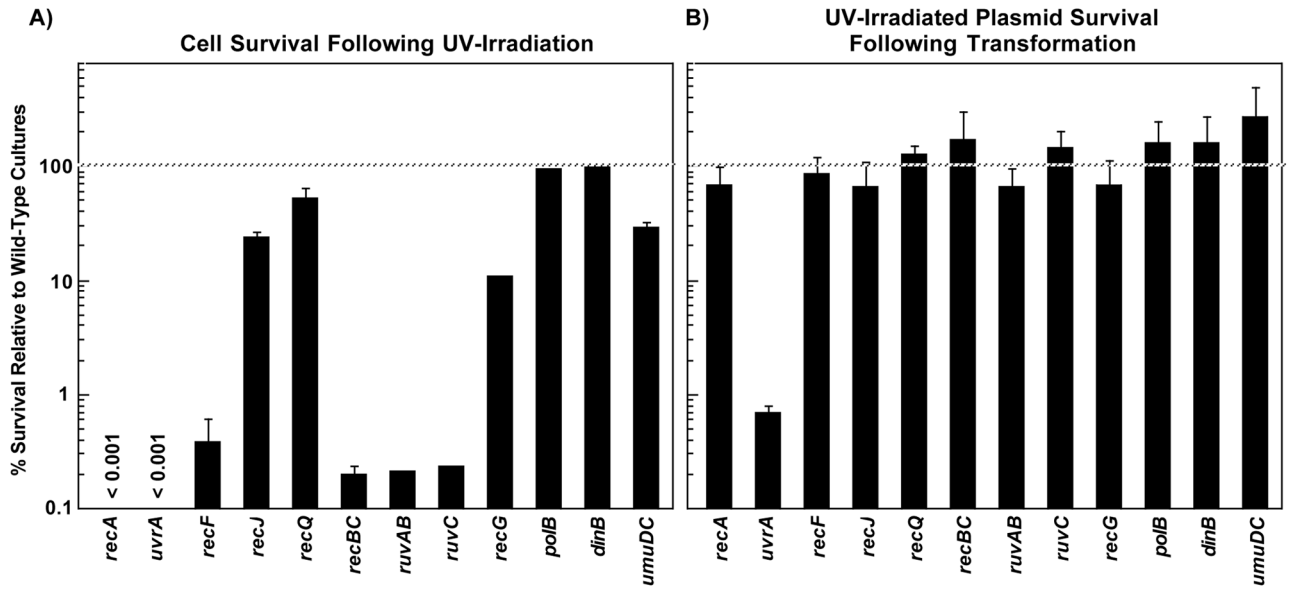 A)
Cell Survival Following UV-Irradiation
B)
UV-Irradiated Plasmid Survival
Following Transformation
% Survival Relative to Wild-Type Cultures
100
10
1
0.1
< 0.001
< 0.001
recA
uvrA
recF
recJ
recQ
recBC
ruvAB
ruvC
recG
polB
dinB
umuDC
recA
uvrA
recF
recJ
recQ
recBC
ruvAB
ruvC
recG
polB
dinB
umuDC